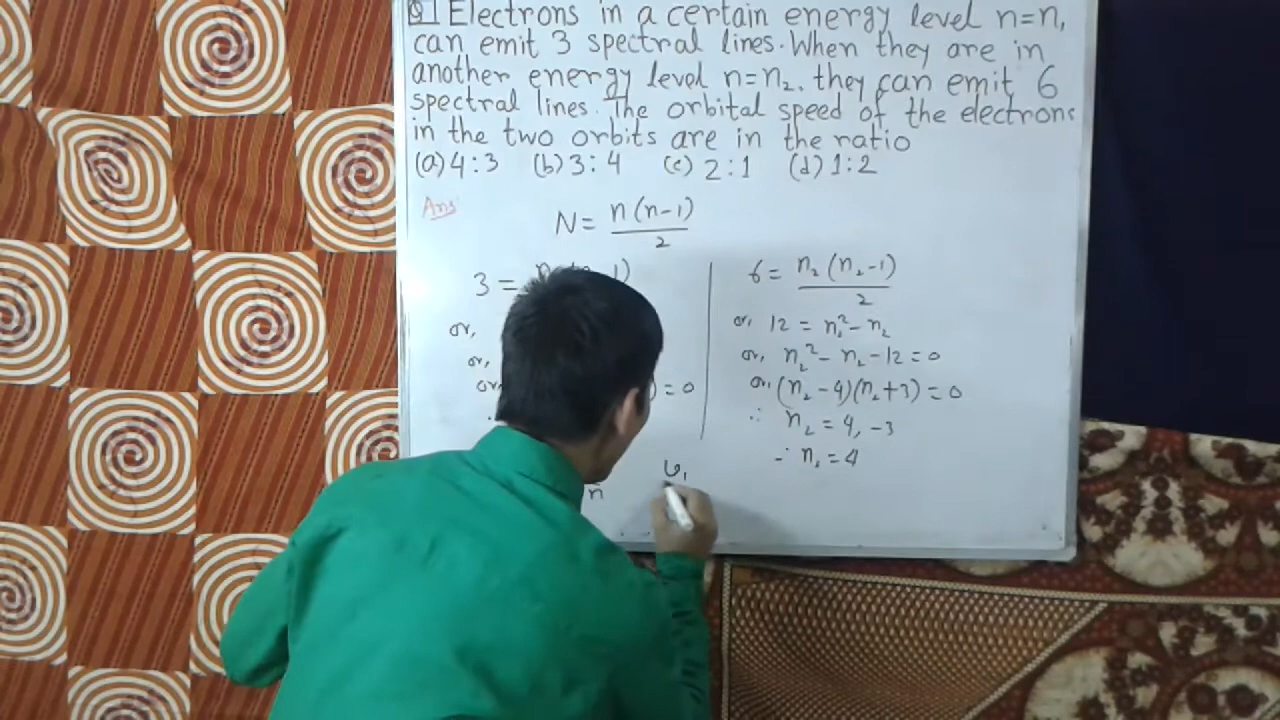 Q.1 Electrons in a certain energy level n=n₁
can emit 3 spectral lines. When they are in
another energy level n=n₂. they can emit 6
spectral lines. The orbital speed of the electrons
in the two orbits are in the ratio
(a) 4:3 (b) 3:4 (c) 2:1 (d) 1:2
Ans
N = n(n-1)/2
3 =
or,
or,
or, ) = 0
∴
n
v₁
6 = n₂(n₂-1)/2
or, 12 = n₂² - n₂
or, n₂² - n₂ - 12 = 0
or, (n₂ - 4)(n₂ + 3) = 0
∴ n₂ = 4, -3
∴ n₂ = 4